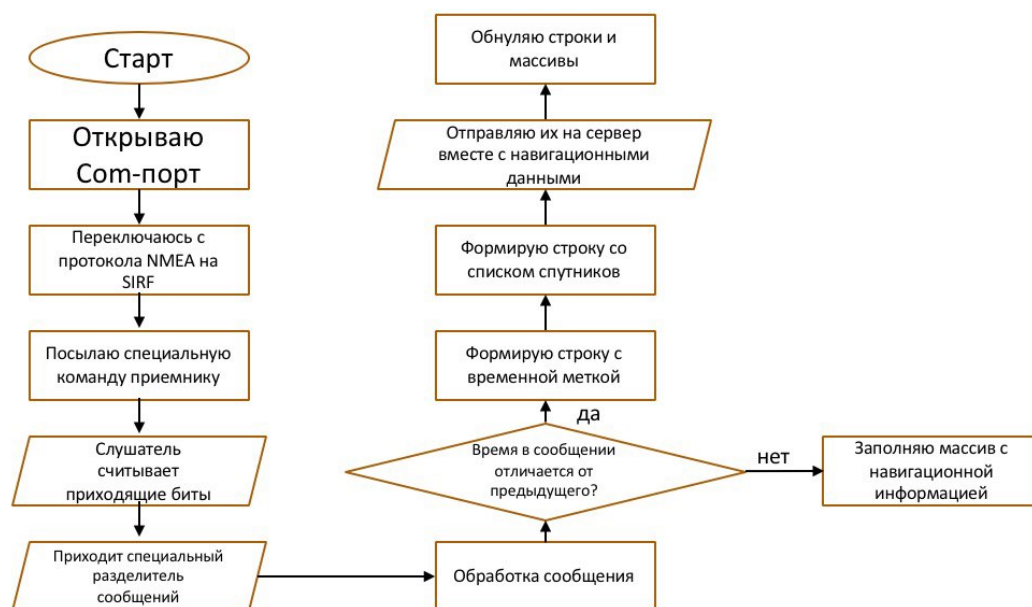 Старт
Открываю
Com-порт
Переключаюсь с
протокола NMEA на
SIRF
Посылаю специальную
команду приемнику
Слушатель
считывает
приходящие биты
Приходит специальный
разделитель
сообщений
Обработка сообщения
Время в сообщении
отличается от
предыдущего?
да
нет
Заполняю массив с
навигационной
информацией
Формирую строку с
временной меткой
Формирую строку со
списком спутников
Отправляю их на сервер
вместе с навигационными
данными
Обнуляю строки и
массивы